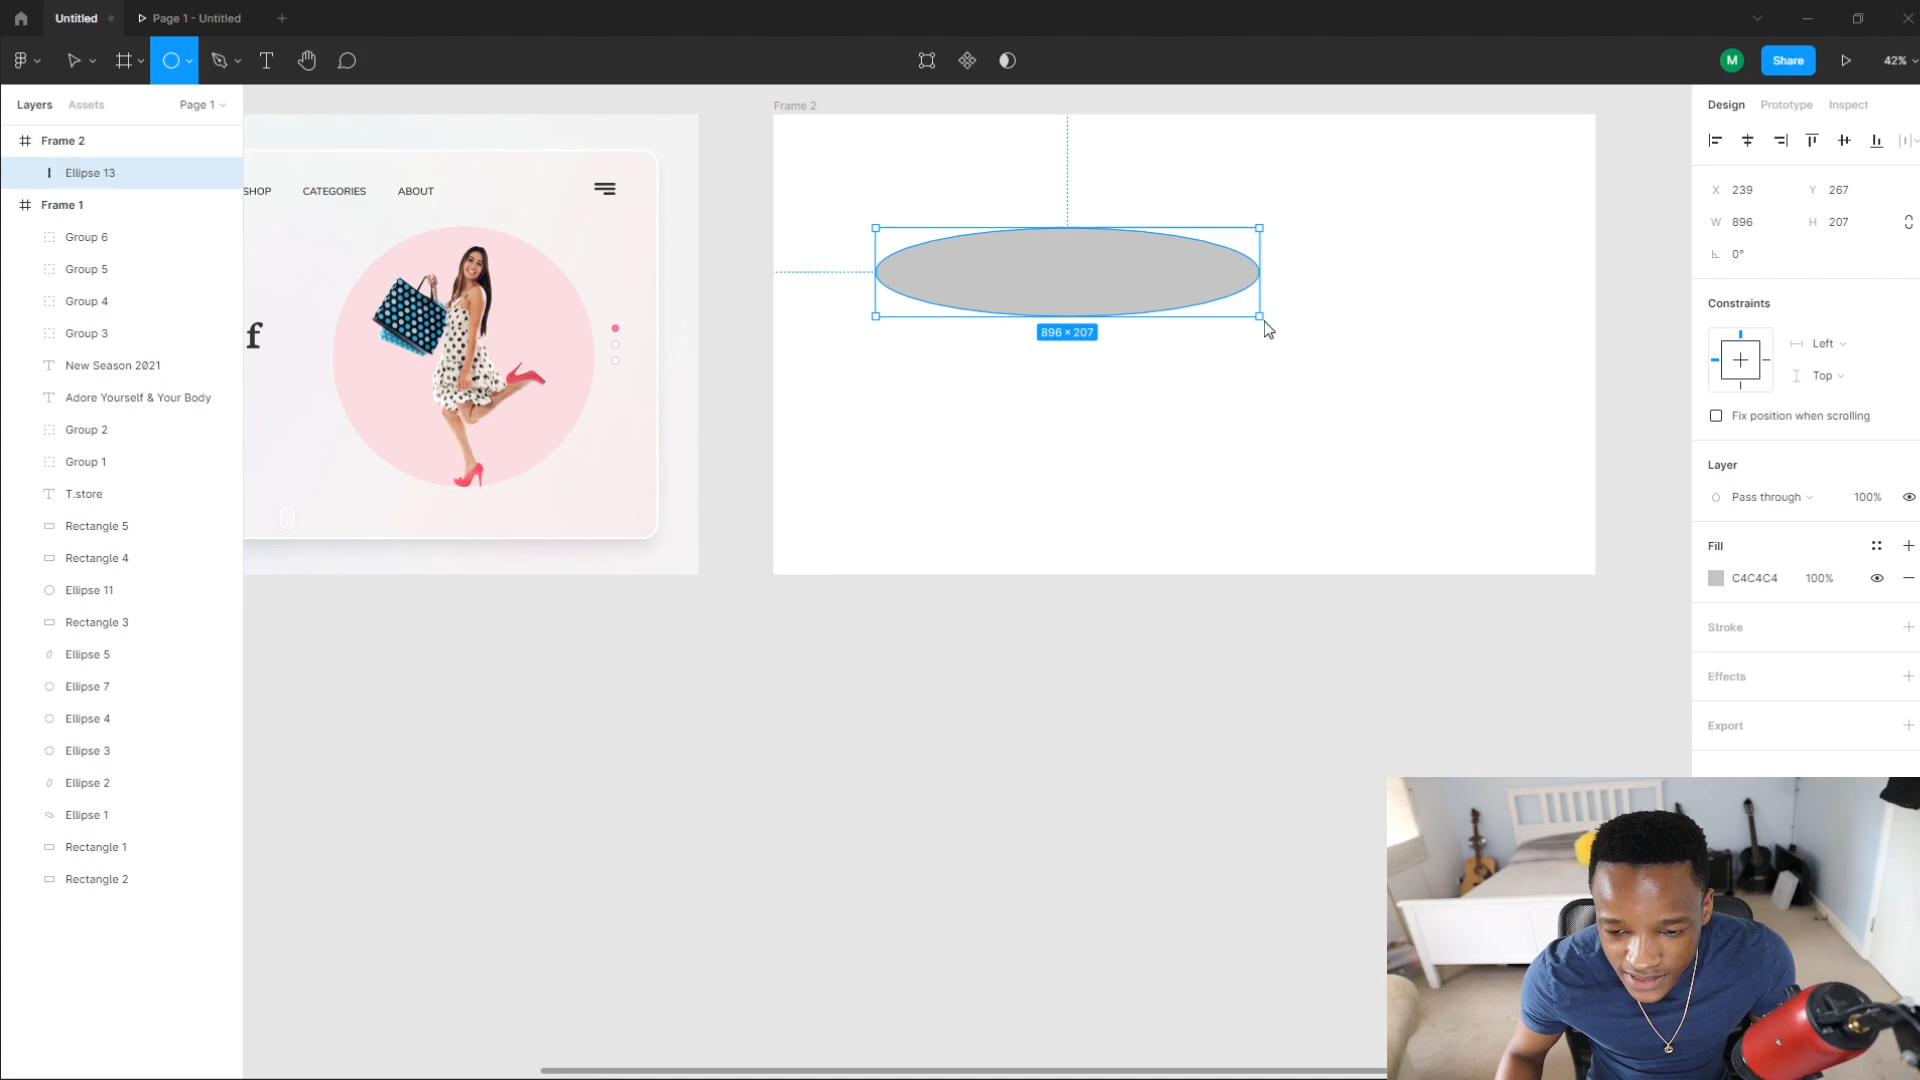 Untitled
Page 1 - Untitled
M
Share
42%
Layers
Assets
Page 1
Design
Prototype
Inspect
Frame 2
Ellipse 13
Frame 1
Group 6
Group 5
Group 4
Group 3
New Season 2021
Adore Yourself & Your Body
Group 2
Group 1
T.store
Rectangle 5
Rectangle 4
Ellipse 11
Rectangle 3
Ellipse 5
Ellipse 7
Ellipse 4
Ellipse 3
Ellipse 2
Ellipse 1
Rectangle 1
Rectangle 2
SHOP CATEGORIES ABOUT
f
Frame 2
896 × 207
X 239 Y 267
W 896 H 207
0°
Constraints
Left
Top
Fix position when scrolling
Layer
Pass through 100%
Fill
C4C4C4 100%
Stroke
Effects
Export